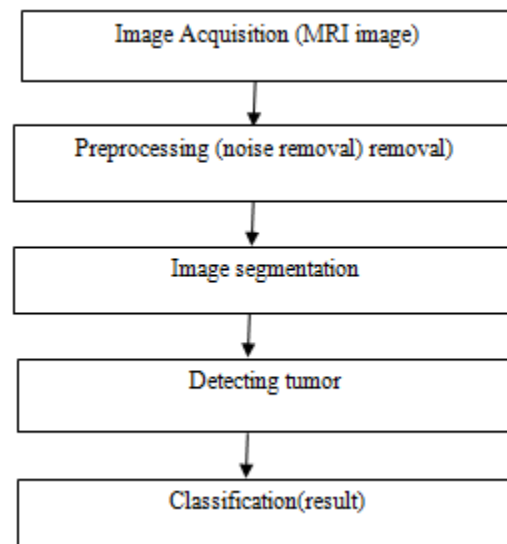 Image Acquisition (MRI image)
Preprocessing (noise removal) removal)
Image segmentation
Detecting tumor
Classification(result)